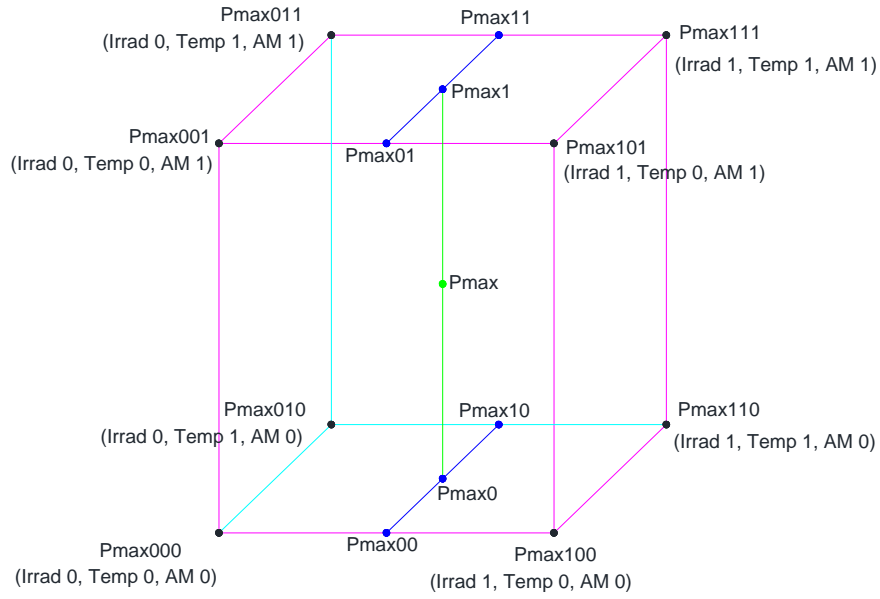 Pmax011
(Irrad 0, Temp 1, AM 1)
Pmax11
Pmax111
(Irrad 1, Temp 1, AM 1)
Pmax1
Pmax001
(Irrad 0, Temp 0, AM 1)
Pmax01
Pmax101
(Irrad 1, Temp 0, AM 1)
Pmax
Pmax010
(Irrad 0, Temp 1, AM 0)
Pmax10
Pmax110
(Irrad 1, Temp 1, AM 0)
Pmax0
Pmax000
(Irrad 0, Temp 0, AM 0)
Pmax00
Pmax100
(Irrad 1, Temp 0, AM 0)